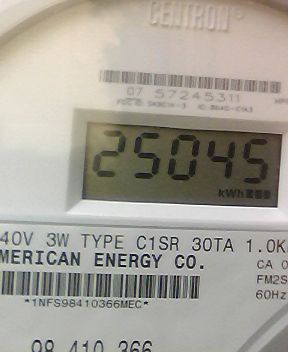 CENTRON®
07 57245311
25045
kWh
40V 3W TYPE C1SR 30TA 1.0K
MERICAN ENERGY CO.
CA 0
FM2S
*1NFS98410366MEC*
60Hz
98 410 366